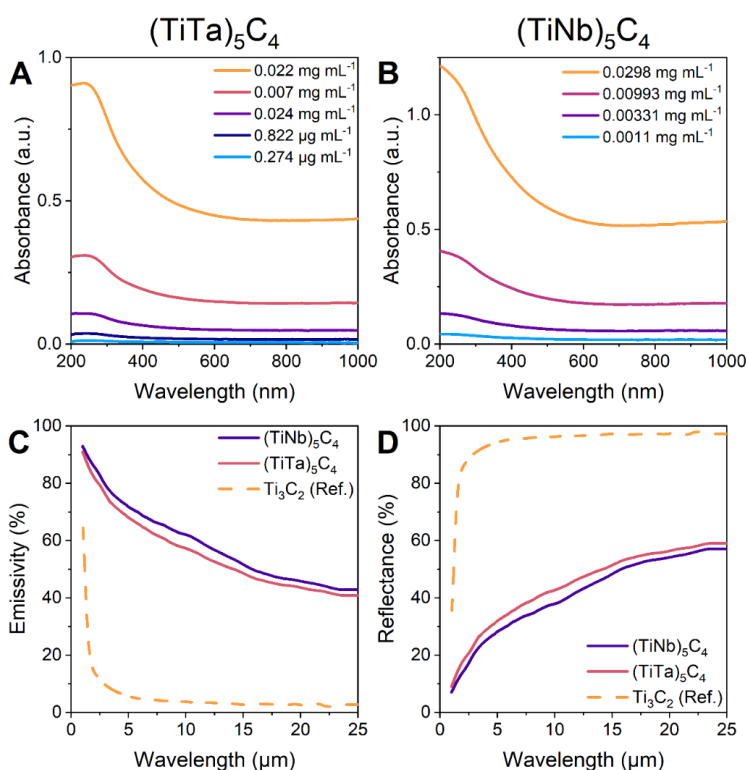 (TiTa)₅C₄
(TiNb)₅C₄
A
1.0
0.5
0.0
Absorbance (a.u.)
0.022 mg mL⁻¹
0.007 mg mL⁻¹
0.024 mg mL⁻¹
0.822 µg mL⁻¹
0.274 µg mL⁻¹
200 400 600 800 1000
Wavelength (nm)
B
1.0
0.5
0.0
Absorbance (a.u.)
0.0298 mg mL⁻¹
0.00993 mg mL⁻¹
0.00331 mg mL⁻¹
0.0011 mg mL⁻¹
200 400 600 800 1000
Wavelength (nm)
C
100
80
60
40
20
0
Emissivity (%)
(TiNb)₅C₄
(TiTa)₅C₄
Ti₃C₂ (Ref.)
0 5 10 15 20 25
Wavelength (µm)
D
100
80
60
40
20
0
Reflectance (%)
(TiNb)₅C₄
(TiTa)₅C₄
Ti₃C₂ (Ref.)
0 5 10 15 20 25
Wavelength (µm)